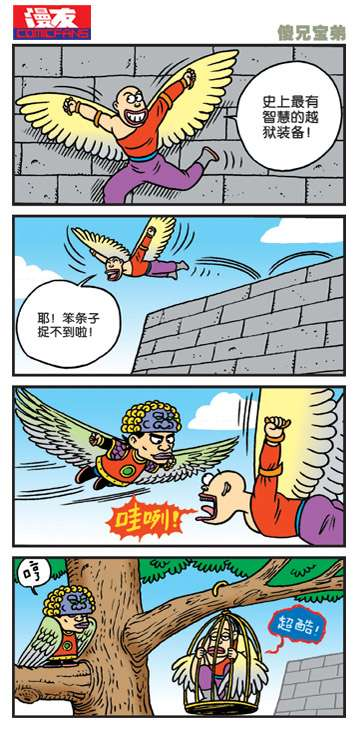 漫友
COMICFANS
傻兄宝弟
史上最有
智慧的越
狱装备！
耶！笨条子
捉不到啦！
哇咧！
哼
超酷！